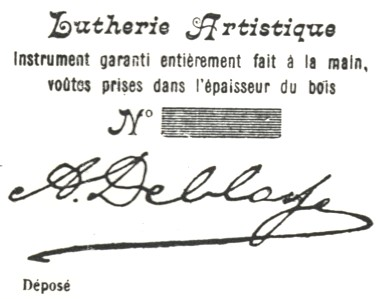 Lutherie Artistique
Instrument garanti entièrement fait à la main,
voûtes prises dans l'épaisseur du bois
N°
A. Deblaye
Déposé